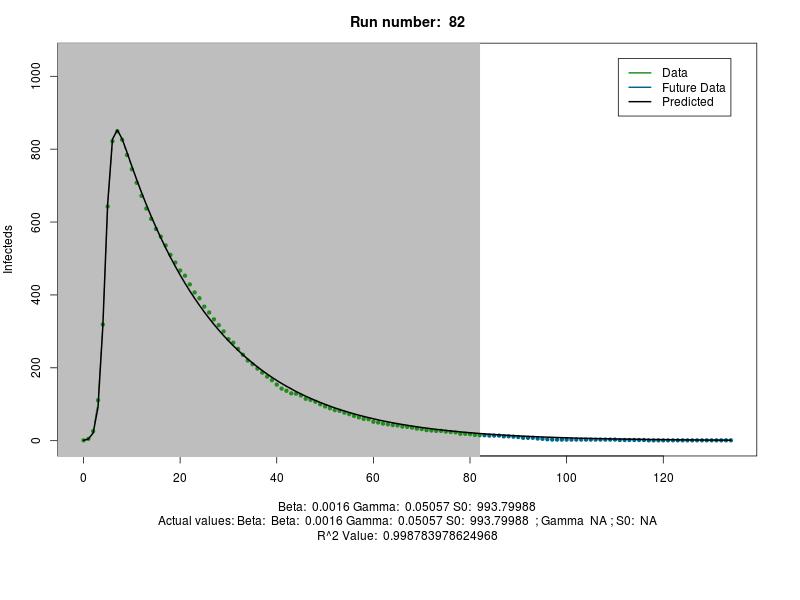 Run number: 82
Data
Future Data
Predicted
Infecteds
1000
800
600
400
200
0
0 20 40 60 80 100 120
Beta: 0.0016 Gamma: 0.05057 S0: 993.79988
Actual values: Beta: Beta: 0.0016 Gamma: 0.05057 S0: 993.79988 ; Gamma NA ; S0: NA
R^2 Value: 0.998783978624968